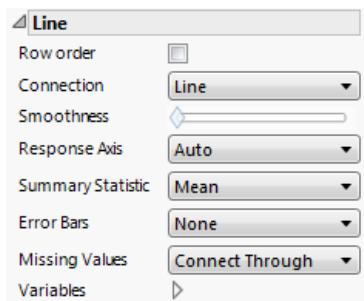 Line
Row order
Connection Line
Smoothness
Response Axis Auto
Summary Statistic Mean
Error Bars None
Missing Values Connect Through
Variables